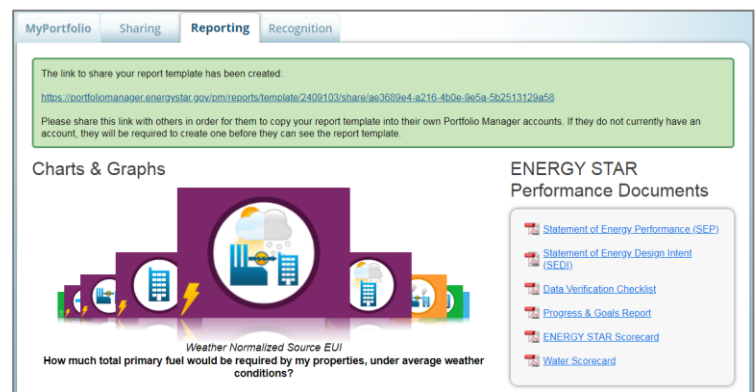 MyPortfolio
Sharing
Reporting
Recognition
The link to share your report template has been created:
https://portfoliomanager.energystar.gov/pm/reports/template/2409103/share/ae3689e4-a216-4b0e-9e5a-5b2513129a58
Please share this link with others in order for them to copy your report template into their own Portfolio Manager accounts. If they do not currently have an
account, they will be required to create one before they can see the report template.
Charts & Graphs
Weather Normalized Source EUI
How much total primary fuel would be required by my properties, under average weather
conditions?
ENERGY STAR
Performance Documents
Statement of Energy Performance (SEP)
Statement of Energy Design Intent
(SEDI)
Data Verification Checklist
Progress & Goals Report
ENERGY STAR Scorecard
Water Scorecard